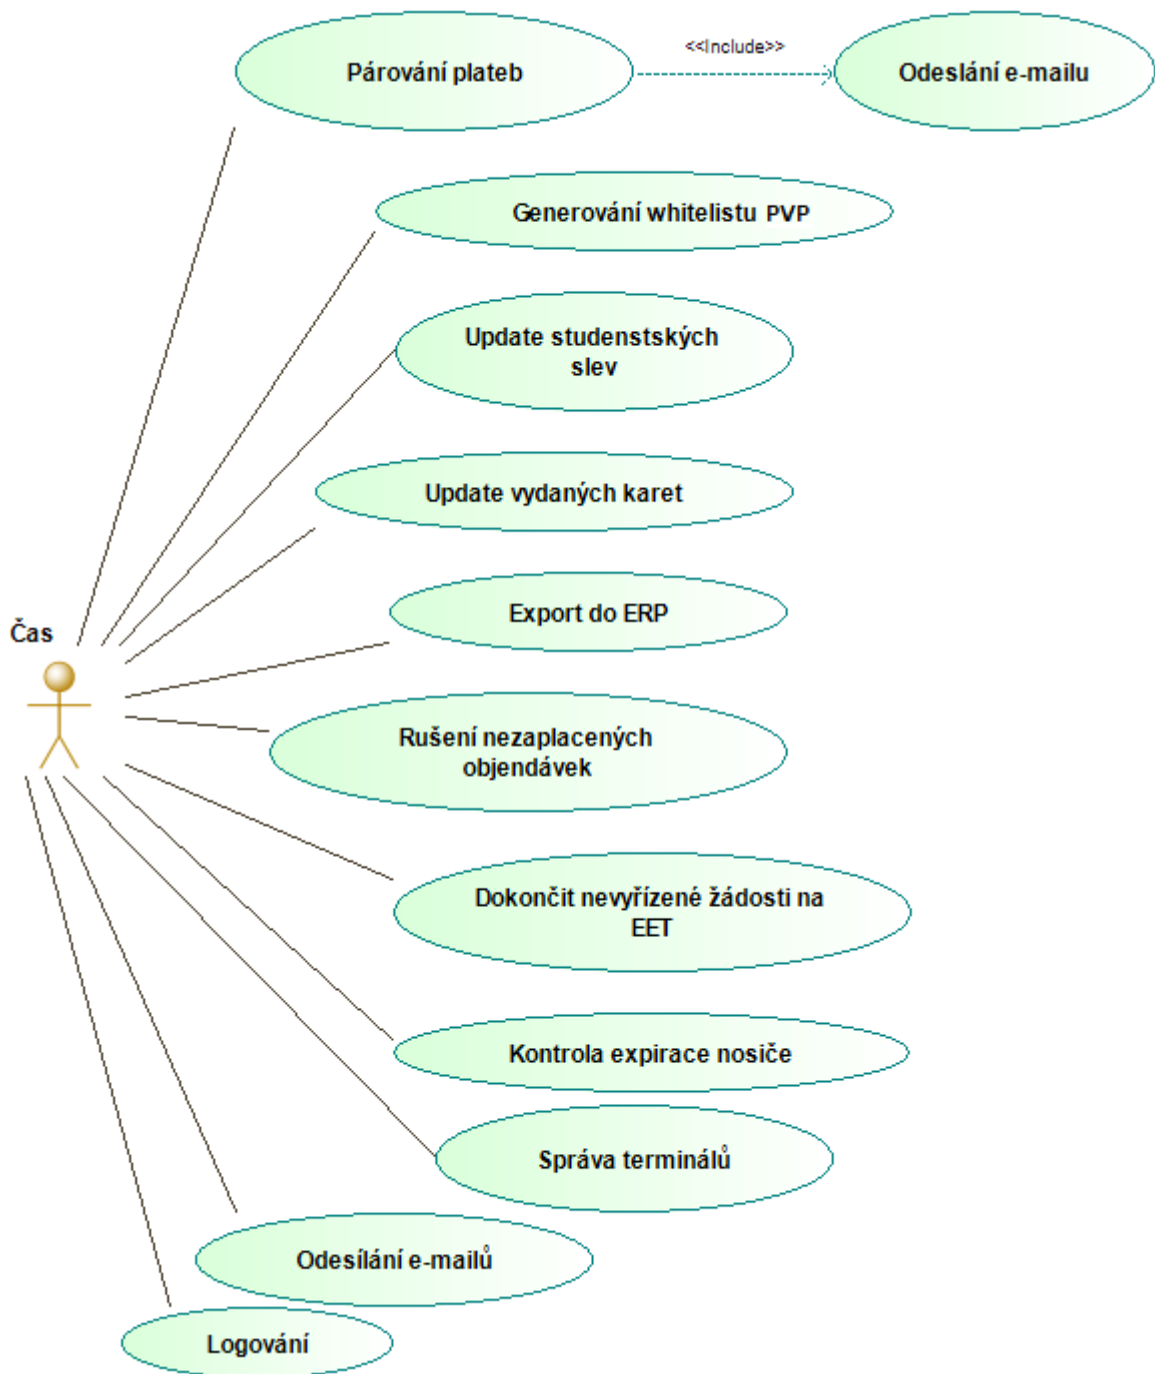 Párování plateb
<<Include>>
Odeslání e-mailu
Generování whitelistu PVP
Update studenstských
slev
Update vydaných karet
Export do ERP
Čas
Rušení nezaplacených
objendávek
Dokončit nevyřízené žádosti na
EET
Kontrola expirace nosiče
Správa terminálů
Odesílání e-mailů
Logování